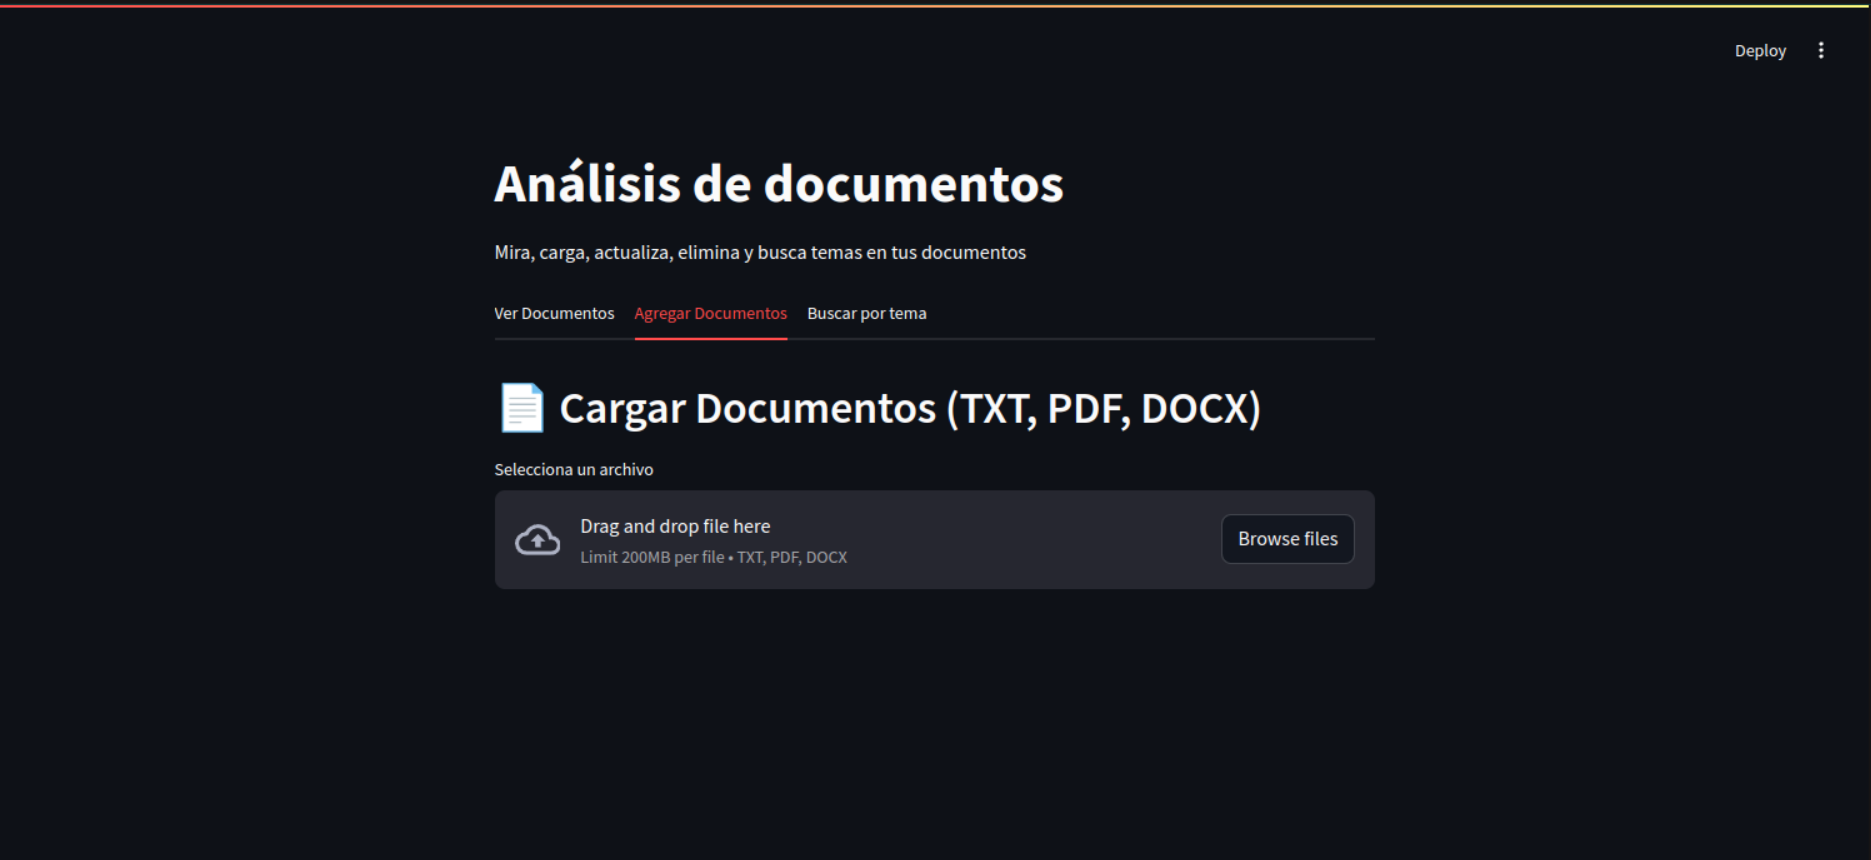 Deploy
Análisis de documentos
Mira, carga, actualiza, elimina y busca temas en tus documentos
Ver Documentos Agregar Documentos Buscar por tema
Cargar Documentos (TXT, PDF, DOCX)
Selecciona un archivo
Drag and drop file here
Limit 200MB per file • TXT, PDF, DOCX
Browse files